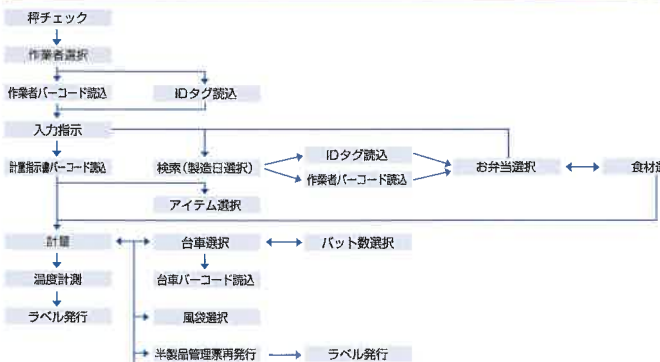 秤チェック
作業者選択
作業者バーコード読込
IDタグ読込
入力指示
計量指示書バーコード読込
検索(製造日選択)
IDタグ読込
作業者バーコード読込
お弁当選択
食材選
アイテム選択
計量
台車選択
バット数選択
温度計測
台車バーコード読込
ラベル発行
風袋選択
半製品管理票再発行
ラベル発行